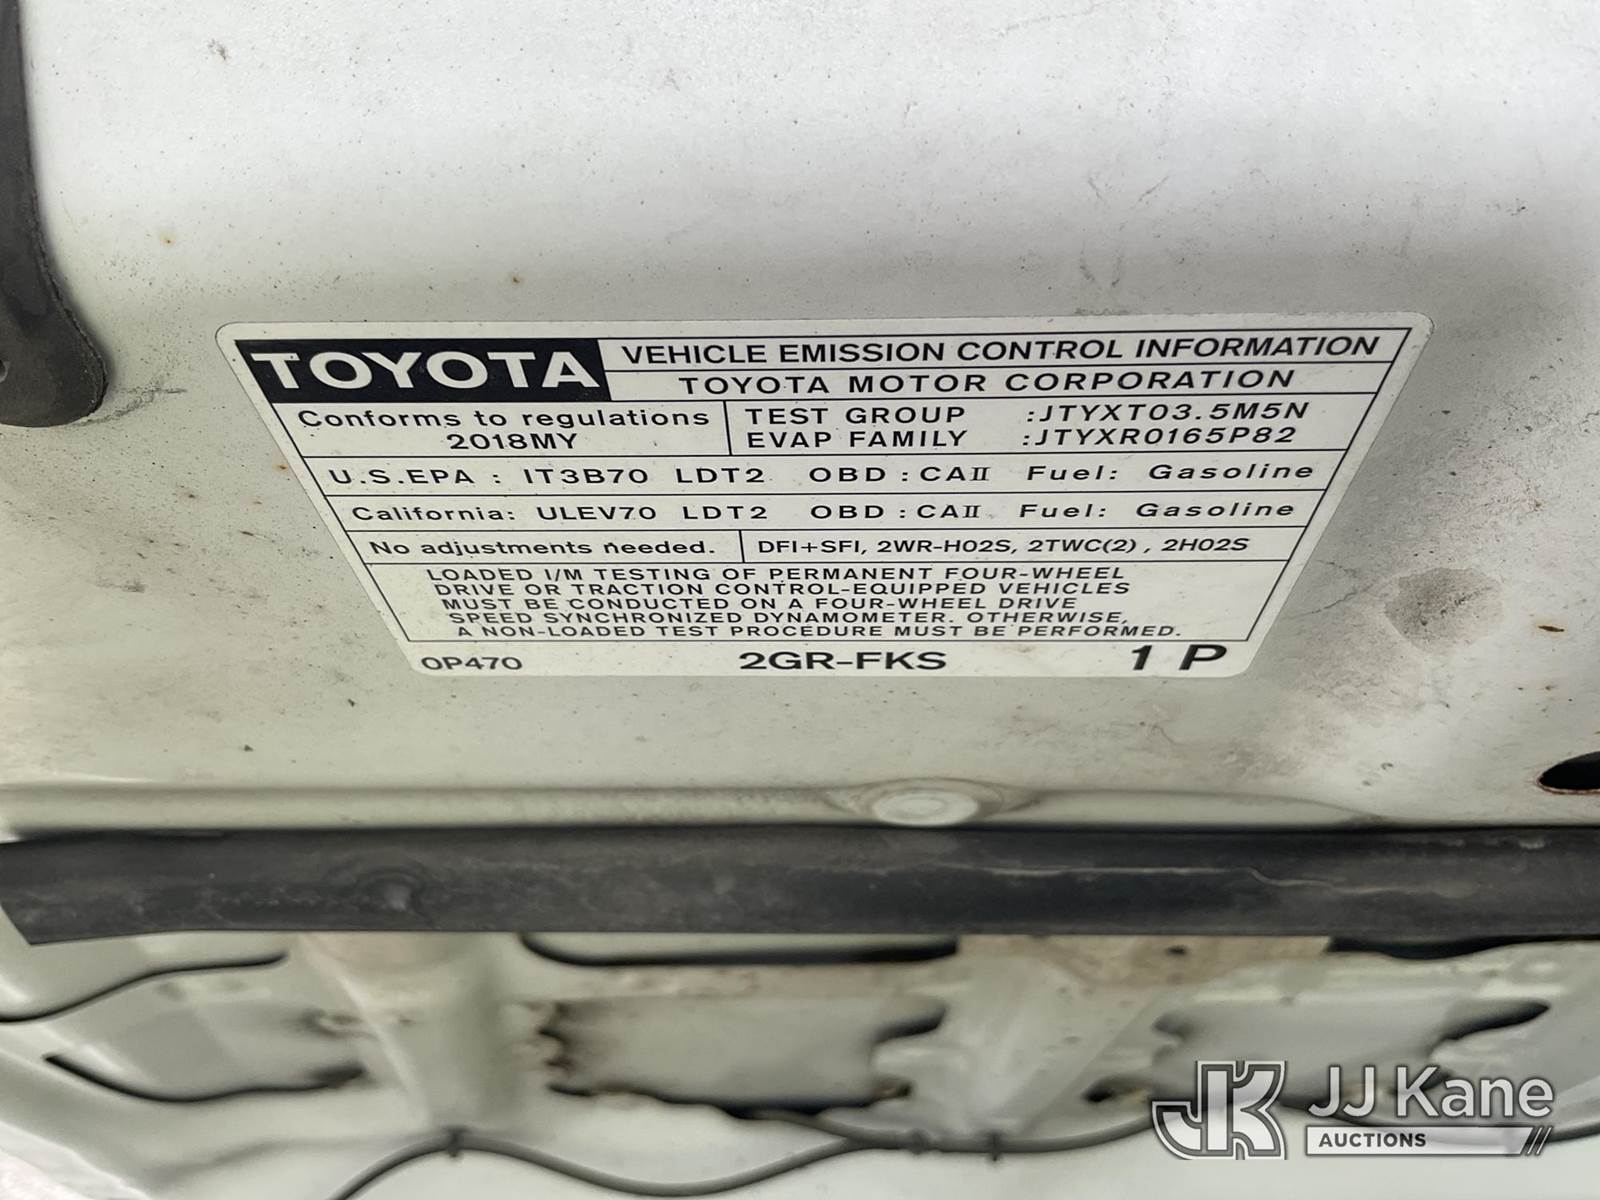 TOYOTA VEHICLE EMISSION CONTROL INFORMATION
TOYOTA MOTOR CORPORATION
Conforms to regulations
2018MY
TEST GROUP :JTYXT03.5M5N
EVAP FAMILY :JTYXR0165P82
U.S.EPA : IT3B70 LDT2 OBD : CAII Fuel: Gasoline
California: ULEV70 LDT2 OBD : CAII Fuel: Gasoline
No adjustments needed. DFI+SFI, 2WR-HO2S, 2TWC(2) , 2HO2S
LOADED I/M TESTING OF PERMANENT FOUR-WHEEL
DRIVE OR TRACTION CONTROL-EQUIPPED VEHICLES
MUST BE CONDUCTED ON A FOUR-WHEEL DRIVE
SPEED SYNCHRONIZED DYNAMOMETER. OTHERWISE,
A NON-LOADED TEST PROCEDURE MUST BE PERFORMED.
0P470 2GR-FKS 1 P
JK JJ Kane
AUCTIONS